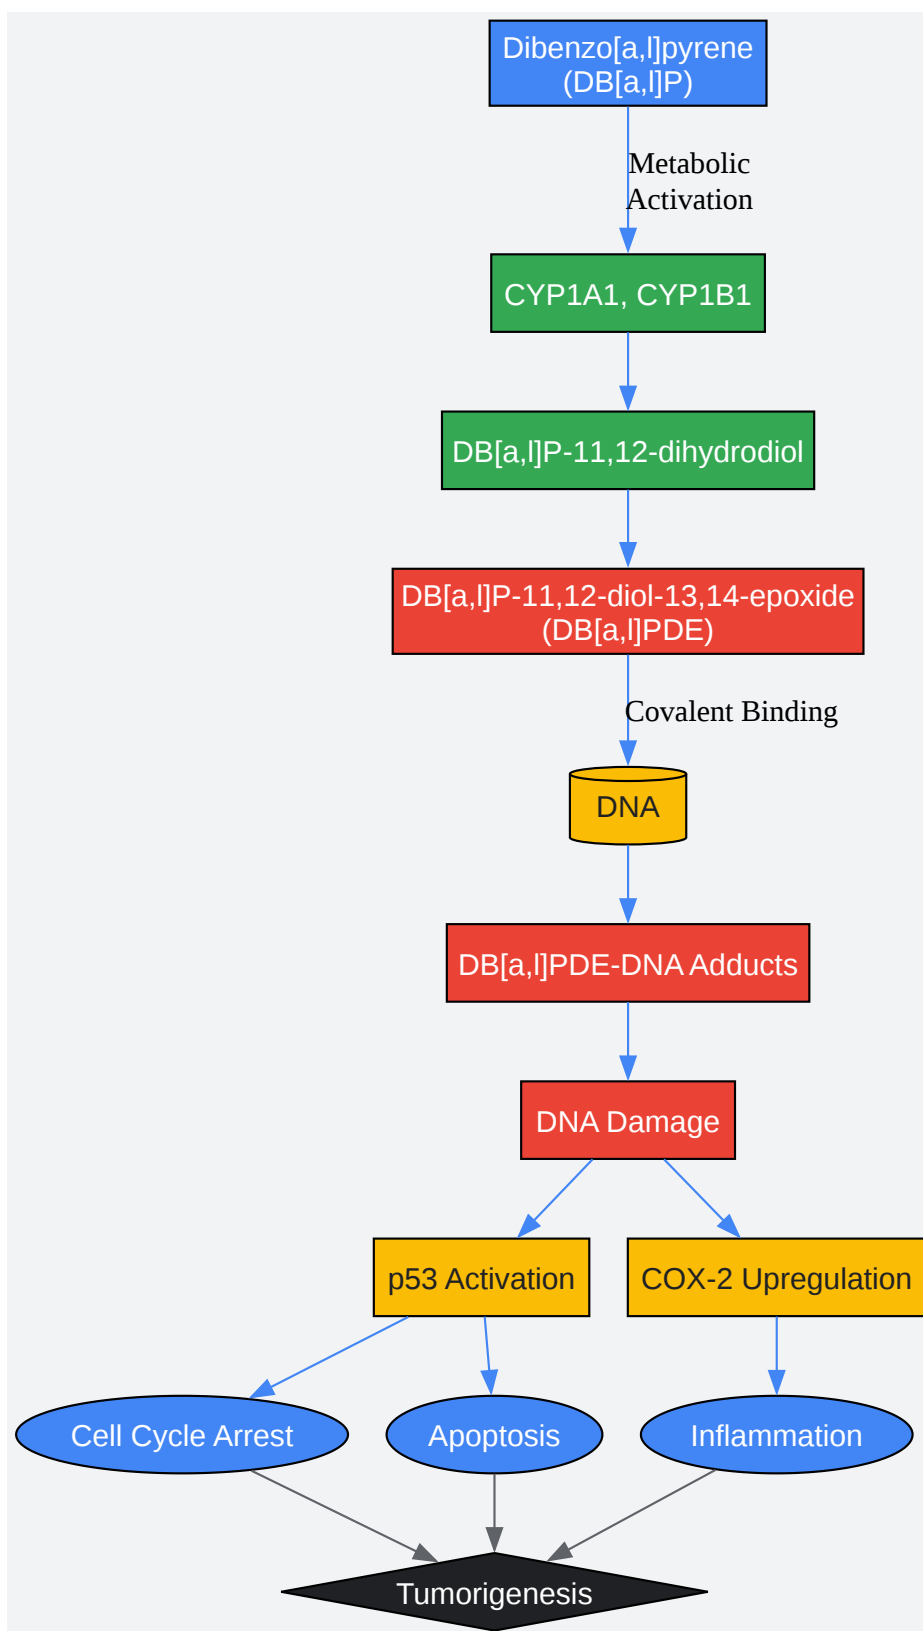 Dibenzo[a,l]pyrene
(DB[a,l]P)
Metabolic
Activation
CYP1A1, CYP1B1
DB[a,l]P-11,12-dihydrodiol
DB[a,l]P-11,12-diol-13,14-epoxide
(DB[a,l]PDE)
Covalent Binding
DNA
DB[a,l]PDE-DNA Adducts
DNA Damage
p53 Activation
COX-2 Upregulation
Cell Cycle Arrest
Apoptosis
Inflammation
Tumorigenesis